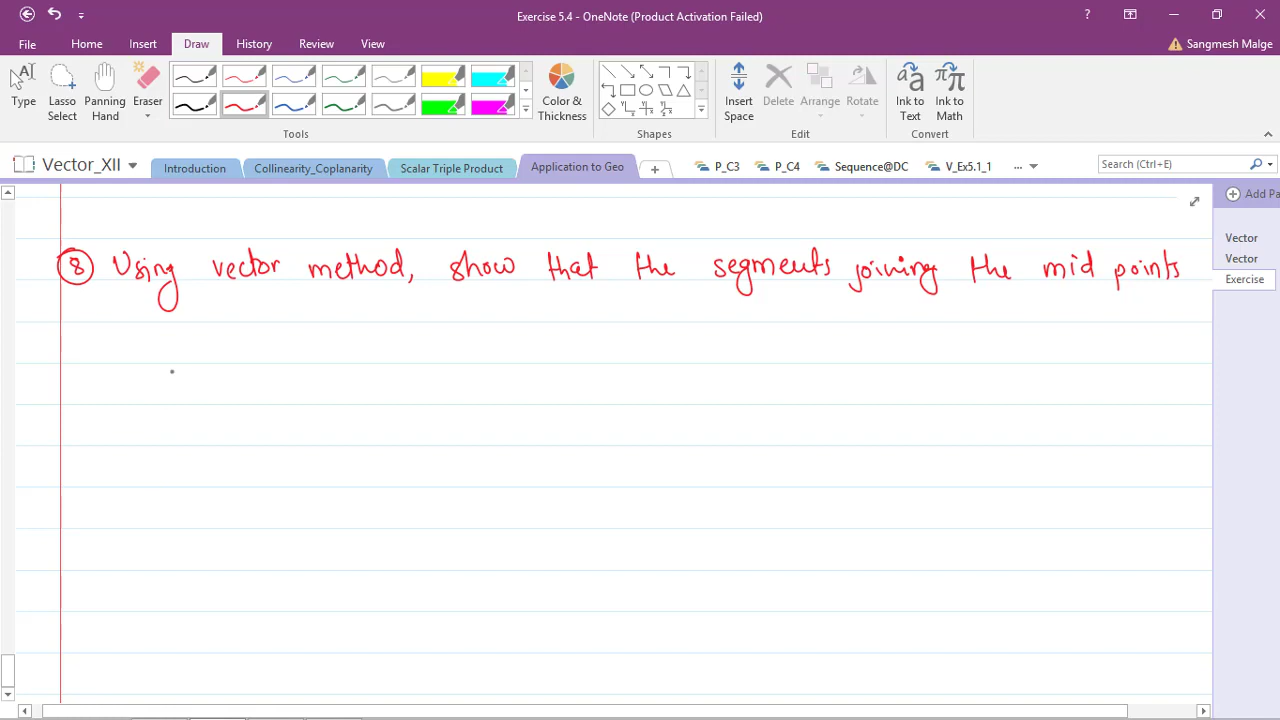 Exercise 5.4 - OneNote (Product Activation Failed)
?
File Home Insert Draw History Review View
Sangmesh Malge
Type Lasso Select Panning Hand Eraser
Color & Thickness
Insert Space Delete Arrange Rotate
Ink to Text Ink to Math
Tools Shapes Edit Convert
Vector_XII Introduction Collinearity_Coplanarity Scalar Triple Product Application to Geo P_C3 P_C4 Sequence@DC V_Ex5.1_1 ... Search (Ctrl+E)
Add Pa
Vector
Vector
Exercise
8 Using vector method, show that the segments joining the mid points